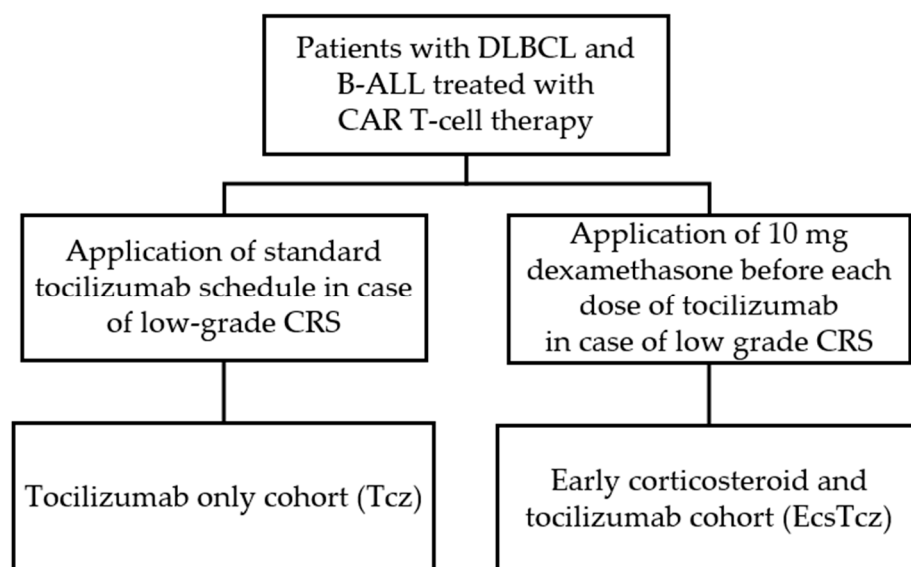 Patients with DLBCL and
B-ALL treated with
CAR T-cell therapy
Application of standard
tocilizumab schedule in case
of low-grade CRS
Application of 10 mg
dexamethasone before each
dose of tocilizumab
in case of low grade CRS
Tocilizumab only cohort (Tcz)
Early corticosteroid and
tocilizumab cohort (EcsTcz)